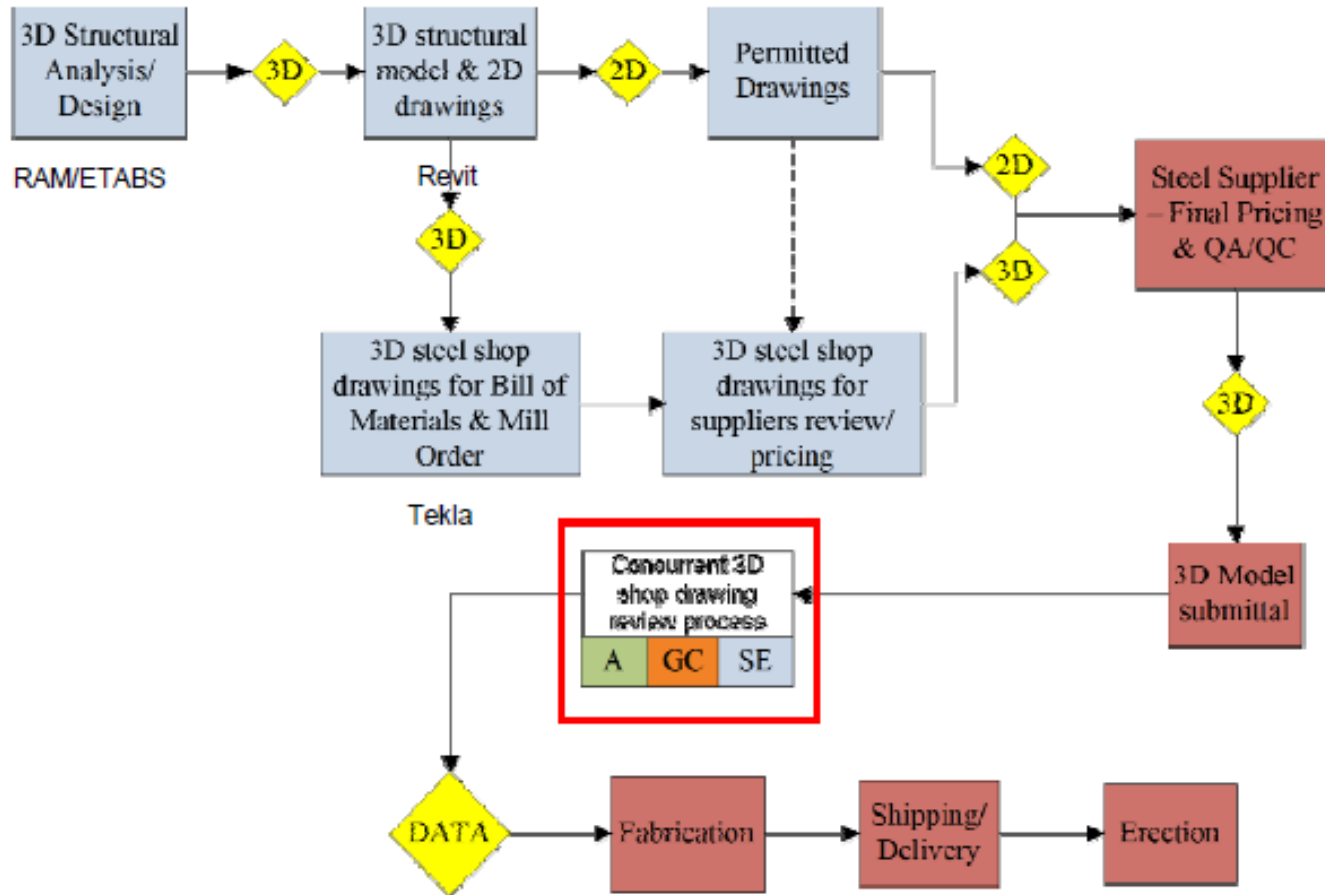 3D Structural
Analysis/
Design
3D
3D structural
model & 2D
drawings
2D
Permitted
Drawings
RAM/ETABS
Revit
2D
Steel Supplier
– Final Pricing
& QA/QC
3D
3D
3D steel shop
drawings for Bill of
Materials & Mill
Order
3D steel shop
drawings for
suppliers review/
pricing
3D
Tekla
Concurrent 3D
shop drawing
review process
A
GC
SE
3D Model
submittal
DATA
Fabrication
Shipping/
Delivery
Erection